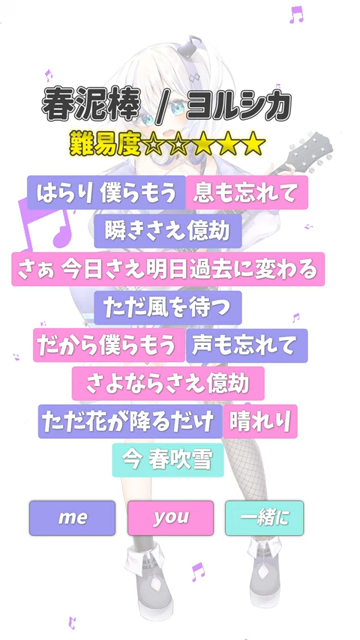 春泥棒 / ヨルシカ
難易度☆☆★★★
はらり 僕らもう 息も忘れて
瞬きさえ億劫
さぁ 今日さえ明日過去に変わる
ただ風を待つ
だから僕らもう 声も忘れて
さよならさえ億劫
ただ花が降るだけ 晴れり
今 春吹雪
me you 一緒に